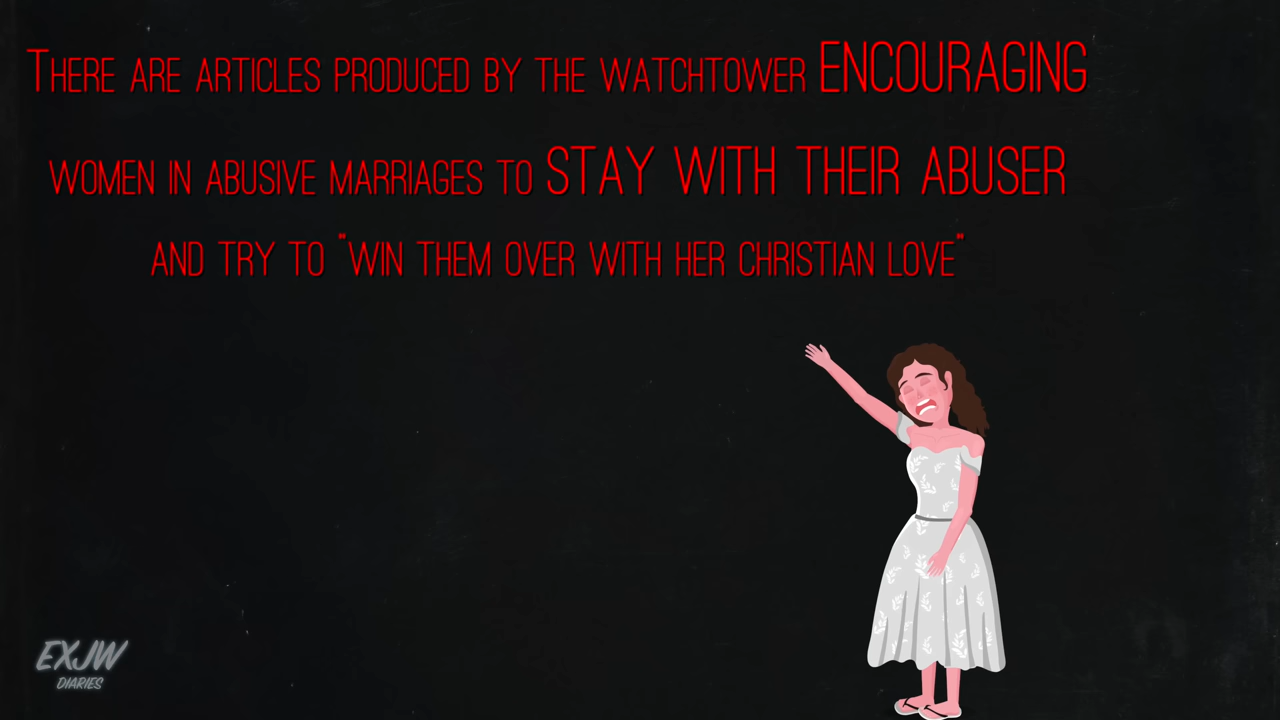 There are articles produced by the Watchtower ENCOURAGING
women in abusive marriages to STAY WITH THEIR ABUSER
and try to "win them over with her Christian love"
EXJW
DIARIES